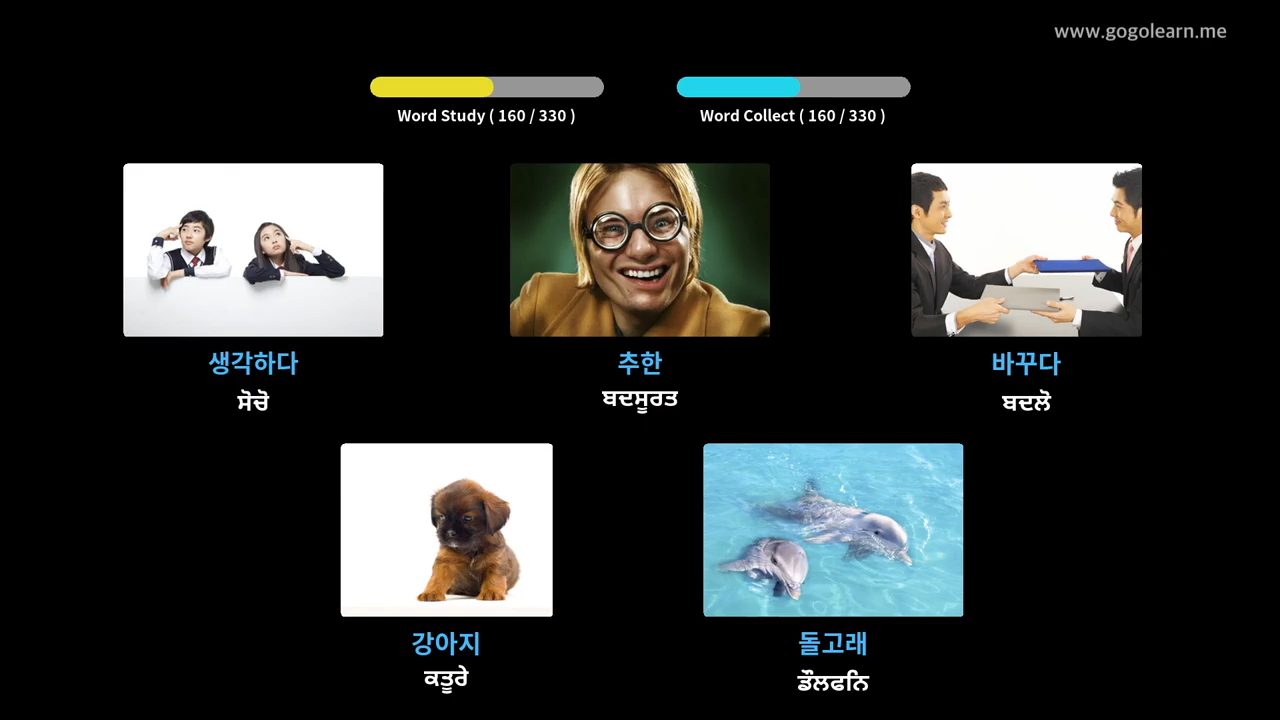 www.gogolearn.me
Word Study ( 160 / 330 )
Word Collect ( 160 / 330 )
생각하다
ਸੋਚੋ
추한
ਬਦਸੂਰਤ
바꾸다
ਬਦਲੋ
강아지
ਕਤੂਰੇ
돌고래
ਡੌਲਫਨਿ